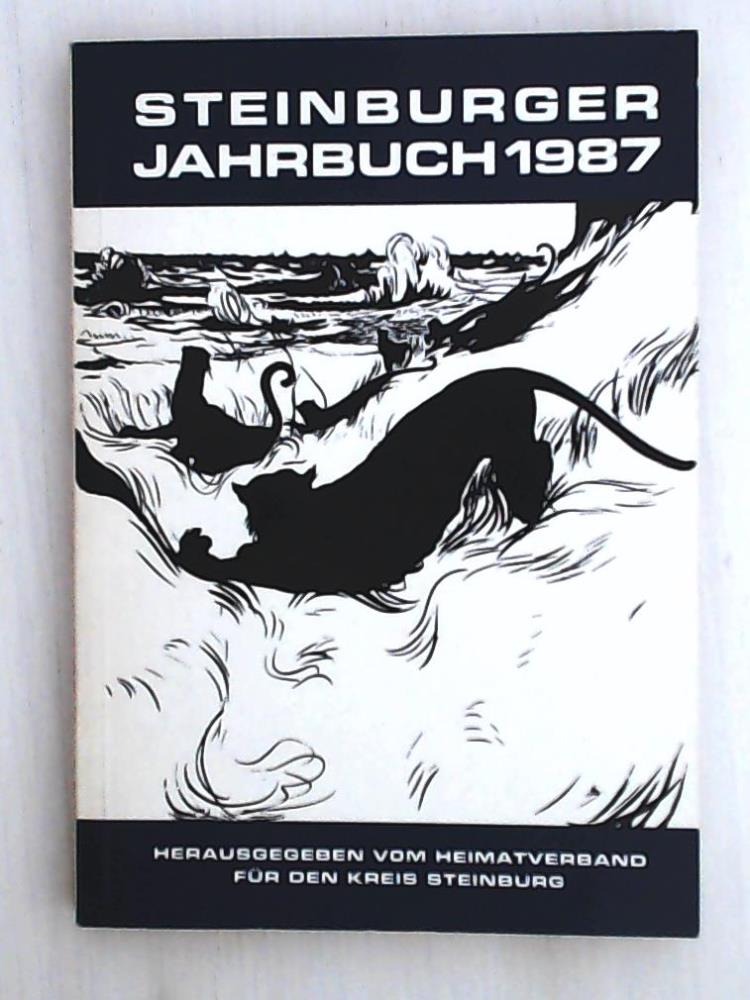 STEINBURGER
JAHRBUCH 1987
HERAUSGEGEBEN VOM HEIMATVERBAND
FÜR DEN KREIS STEINBURG